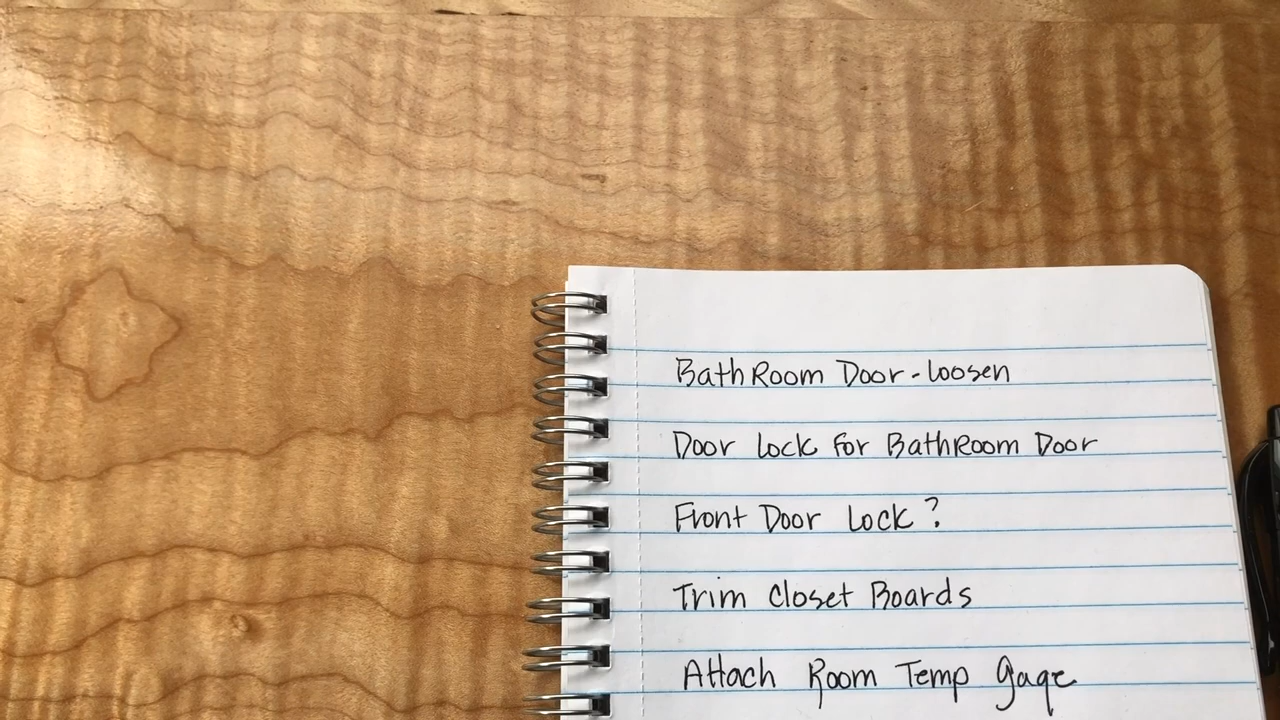 BathRoom Door - loosen
Door Lock For BathRoom Door
Front Door Lock?
Trim Closet Boards
Attach Room Temp Gage